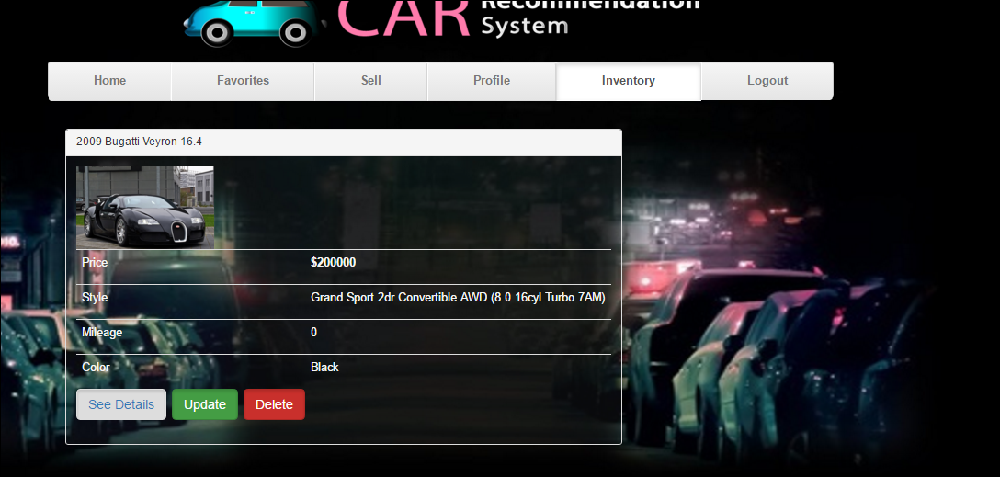 CAR Recommendation
System
Home Favorites Sell Profile Inventory Logout
2009 Bugatti Veyron 16.4
Price $200000
Style Grand Sport 2dr Convertible AWD (8.0 16cyl Turbo 7AM)
Mileage 0
Color Black
See Details Update Delete